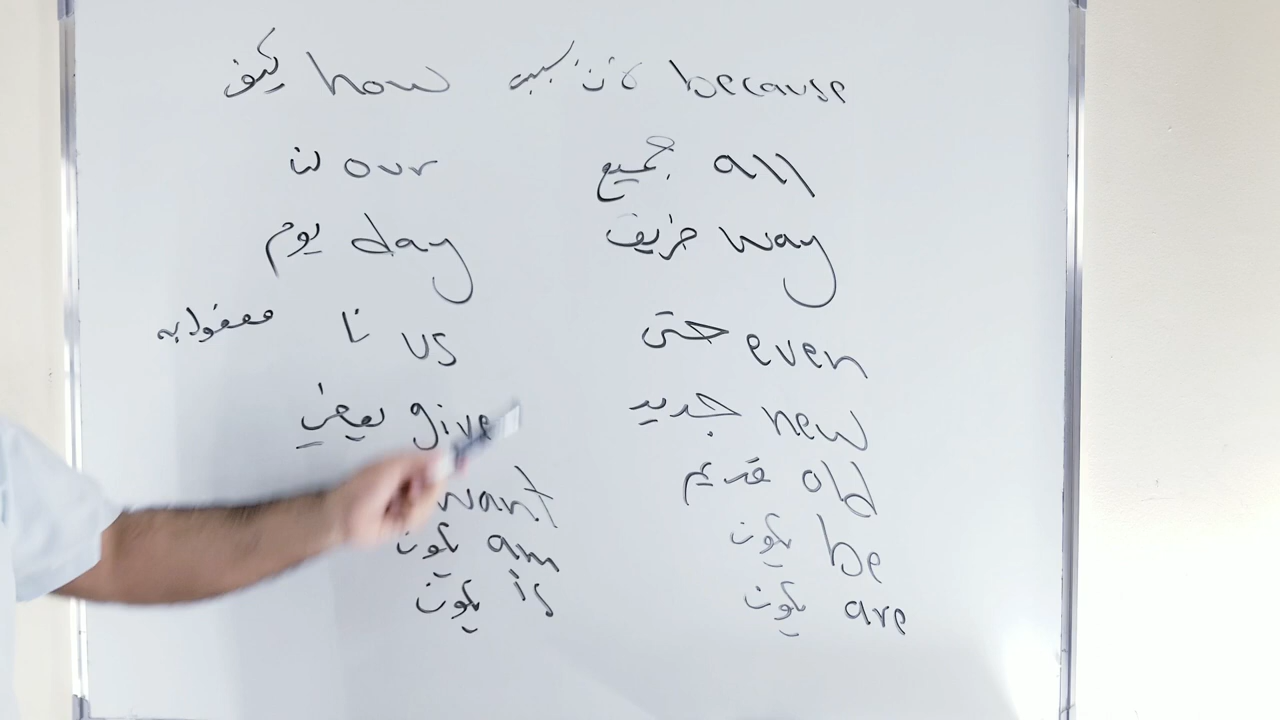 كيف how لأن بسبب because
لنا our جميع all
يوم day طريق way
مفعول به نا us حتى even
يعطي give جديد new
want قديم old
يكون am يكون be
يكون is يكون are